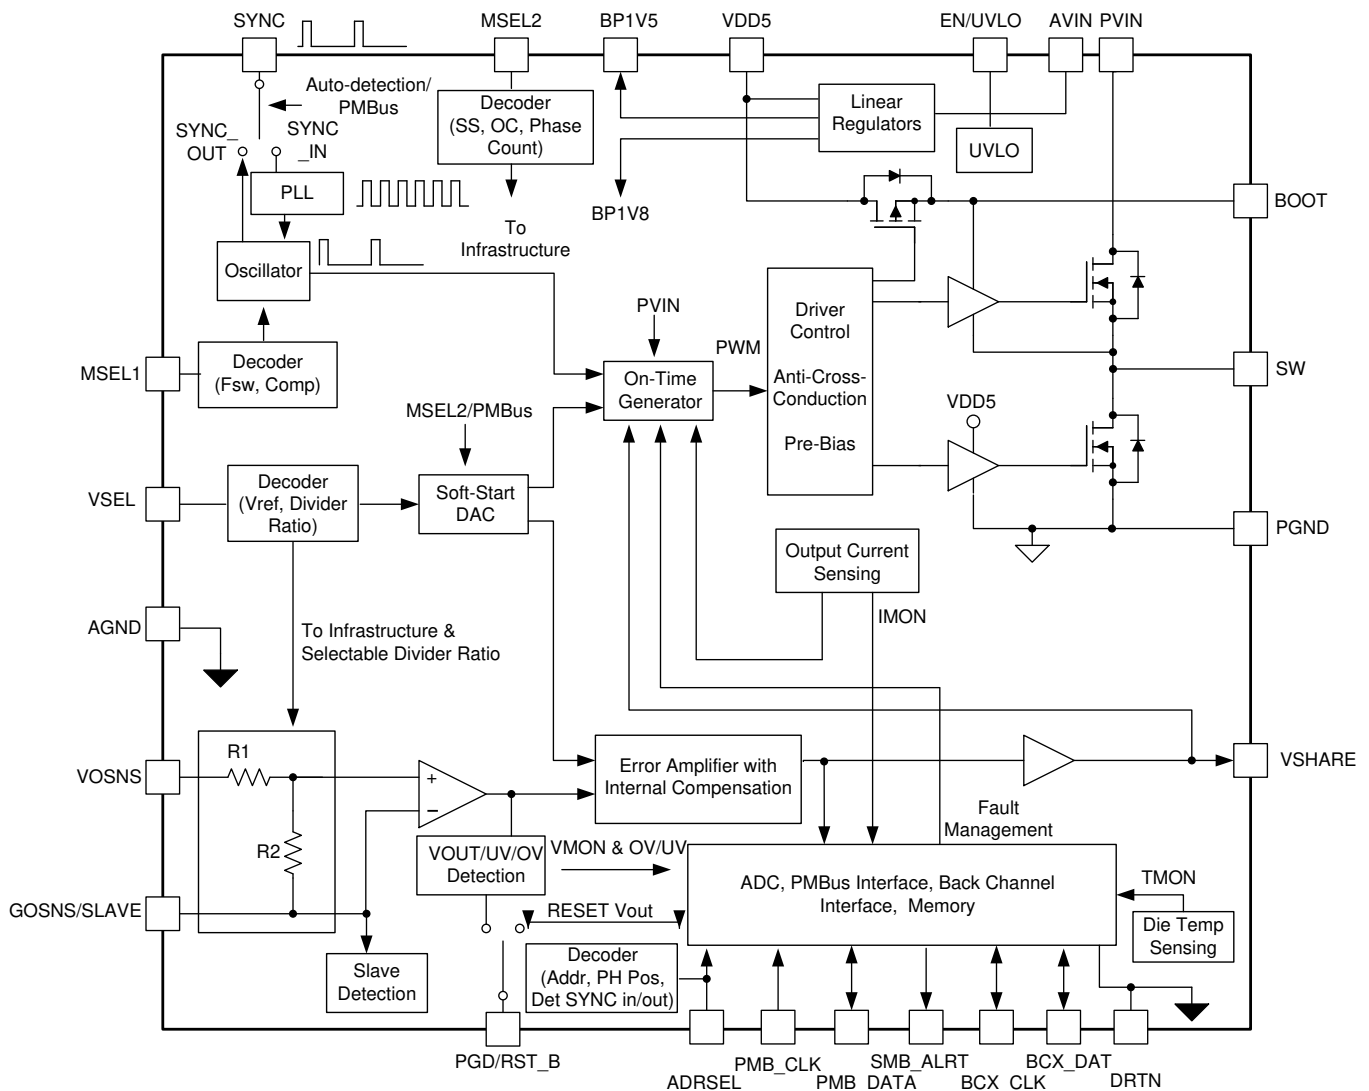 SYNC
MSEL2
BP1V5
VDD5
EN/UVLO
AVIN
PVIN
Auto-detection/
PMBus
SYNC_
OUT
SYNC
_IN
Decoder
(SS, OC, Phase
Count)
Linear
Regulators
UVLO
PLL
BP1V8
BOOT
To
Infrastructure
Oscillator
PVIN
Driver
Control
Anti-Cross-
Conduction
Pre-Bias
MSEL1
Decoder
(Fsw, Comp)
PWM
On-Time
Generator
SW
MSEL2/PMBus
VDD5
VSEL
Decoder
(Vref, Divider
Ratio)
Soft-Start
DAC
PGND
Output Current
Sensing
IMON
AGND
To Infrastructure &
Selectable Divider Ratio
R1
VOSNS
+
−
Error Amplifier with
Internal Compensation
VSHARE
Fault
Management
R2
VOUT/UV/OV
Detection
VMON & OV/UV
ADC, PMBus Interface, Back Channel
Interface, Memory
TMON
Die Temp
Sensing
GOSNS/SLAVE
RESET Vout
Slave
Detection
Decoder
(Addr, PH Pos,
Det SYNC in/out)
PGD/RST_B
ADRSEL
PMB_CLK
PMB_DATA
SMB_ALRT
BCX_CLK
BCX_DAT
DRTN